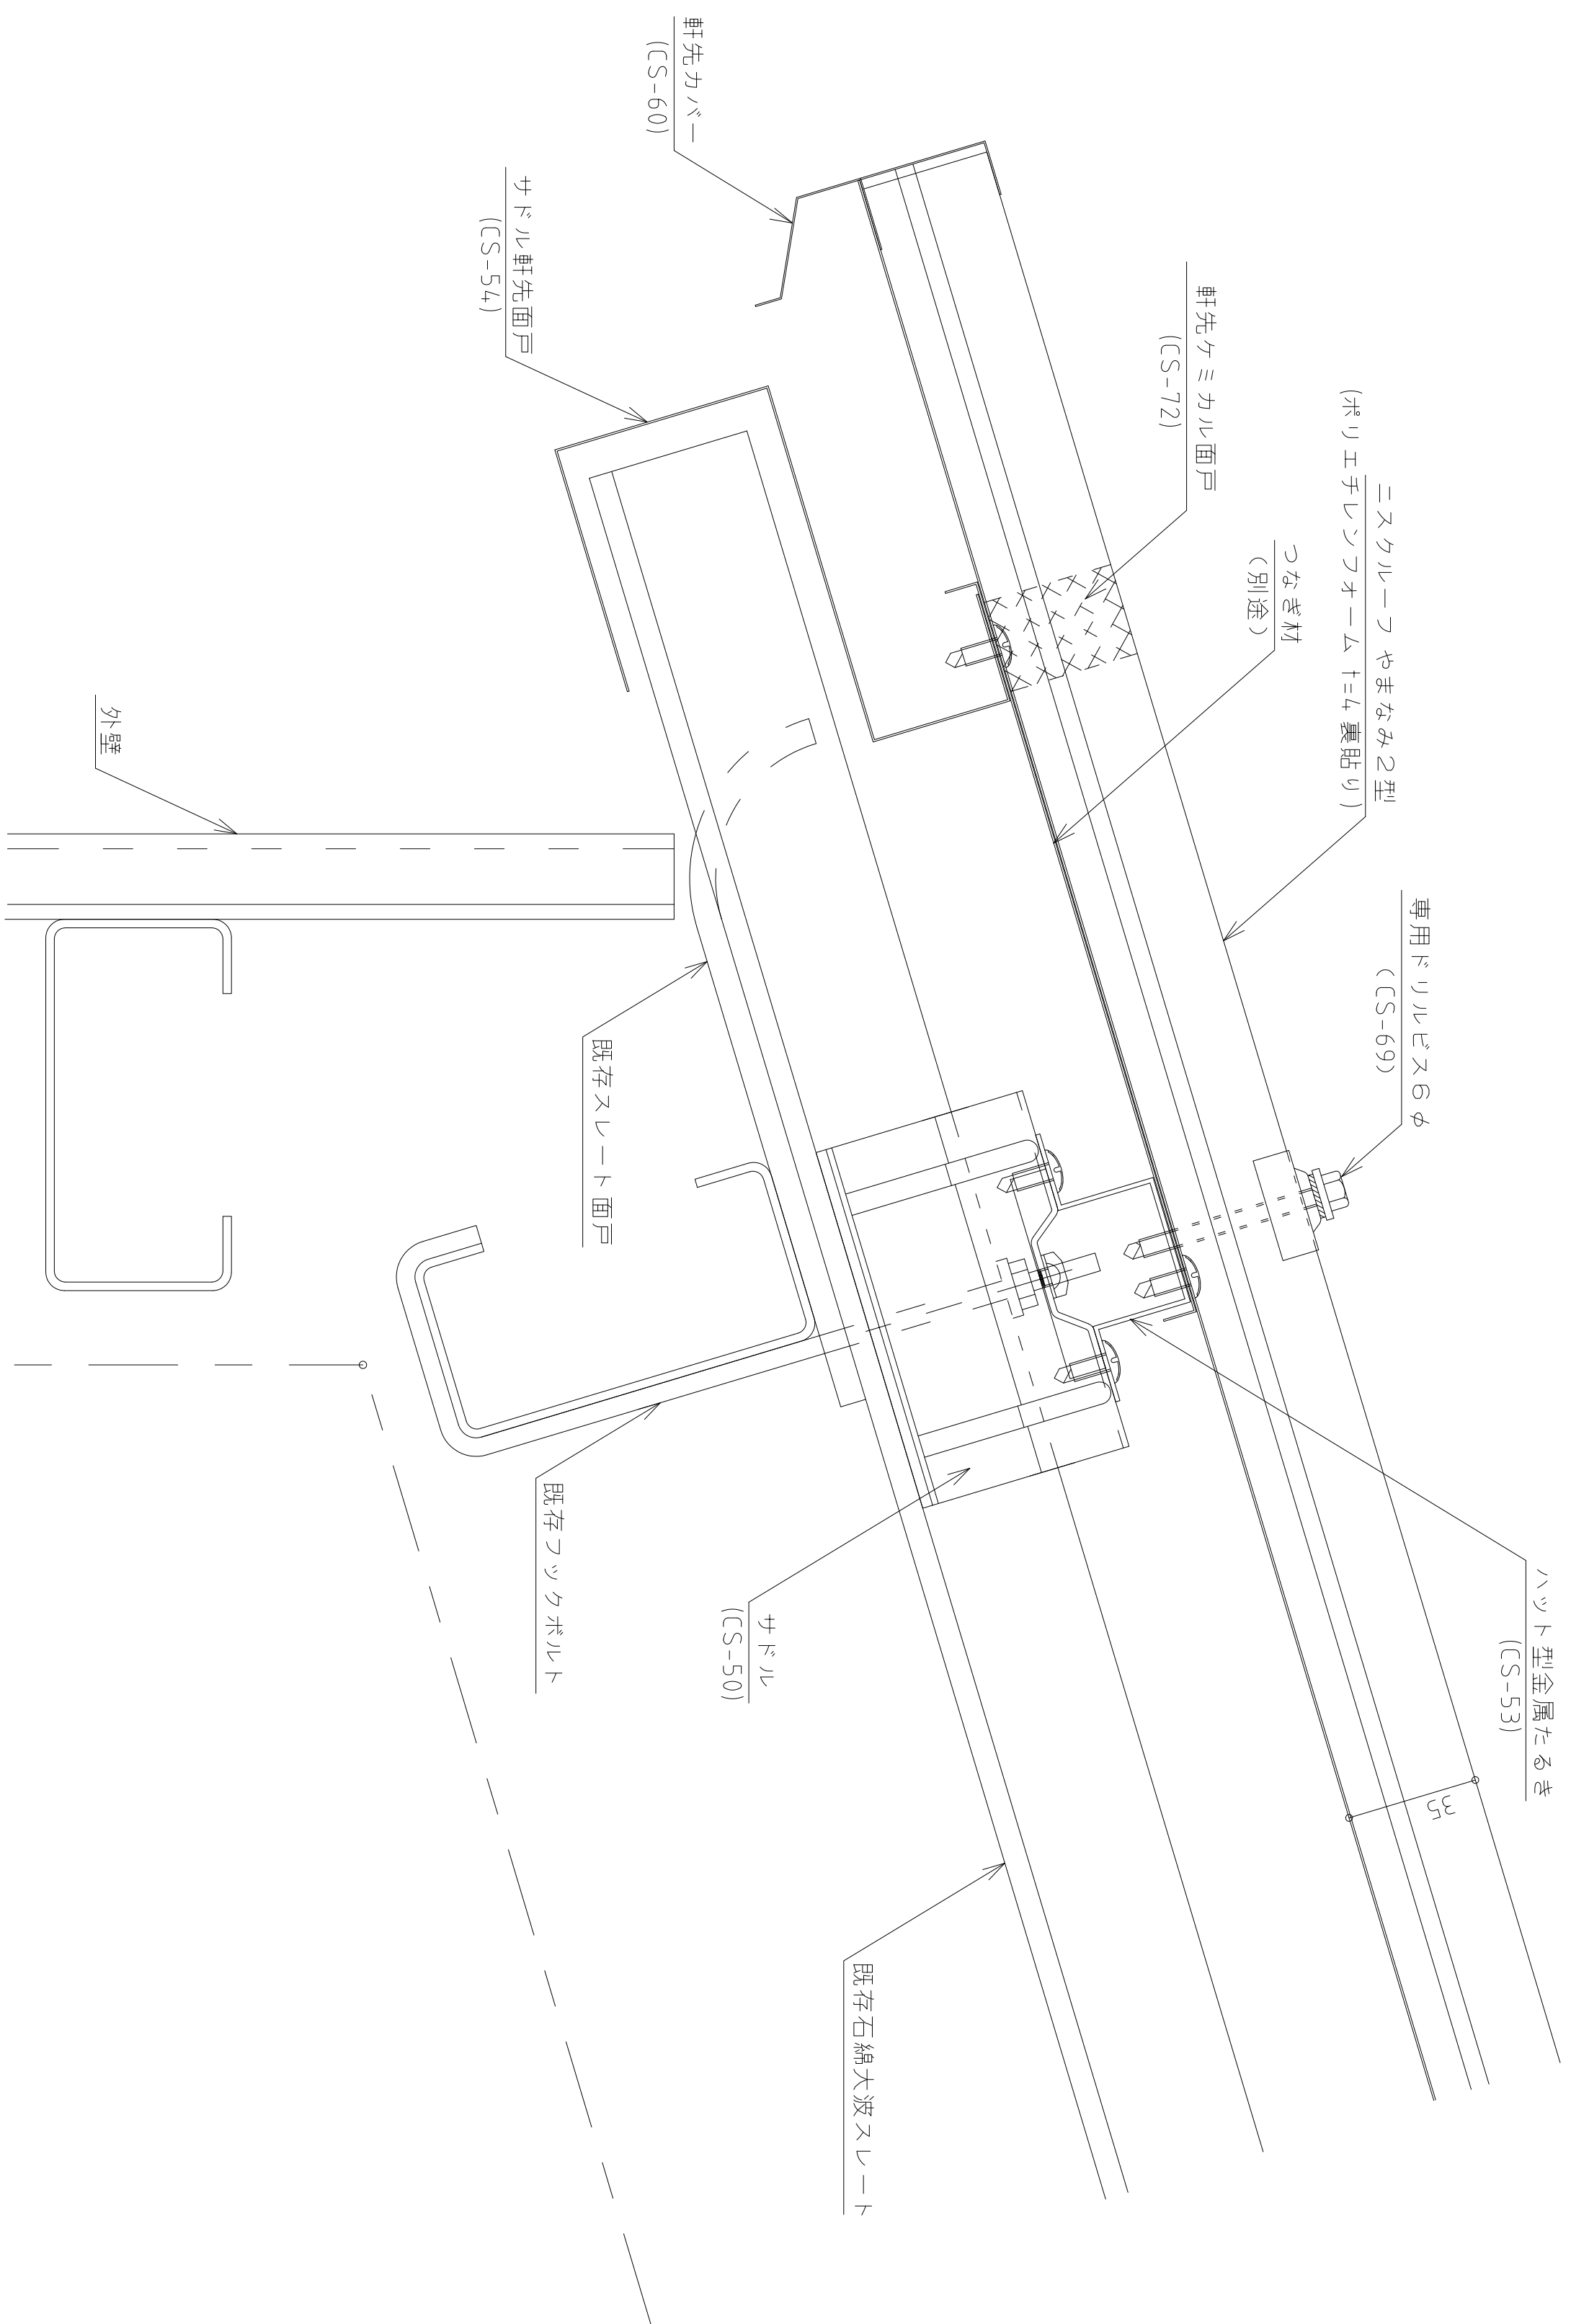 ハット型金属たるき
(CS-53)
専用ドリルビス6φ
(CS-69)
ニスクルーフ やまなみ2型
(ポリエチレンフォーム t=4 裏貼り)
つなぎ材
(別途)
軒先ケミカル面戸
(CS-72)
軒先カバー
(CS-60)
サドル軒先面戸
(CS-54)
外壁
既存スレート面戸
既存フックボルト
サドル
(CS-50)
既存石綿大波スレート
35